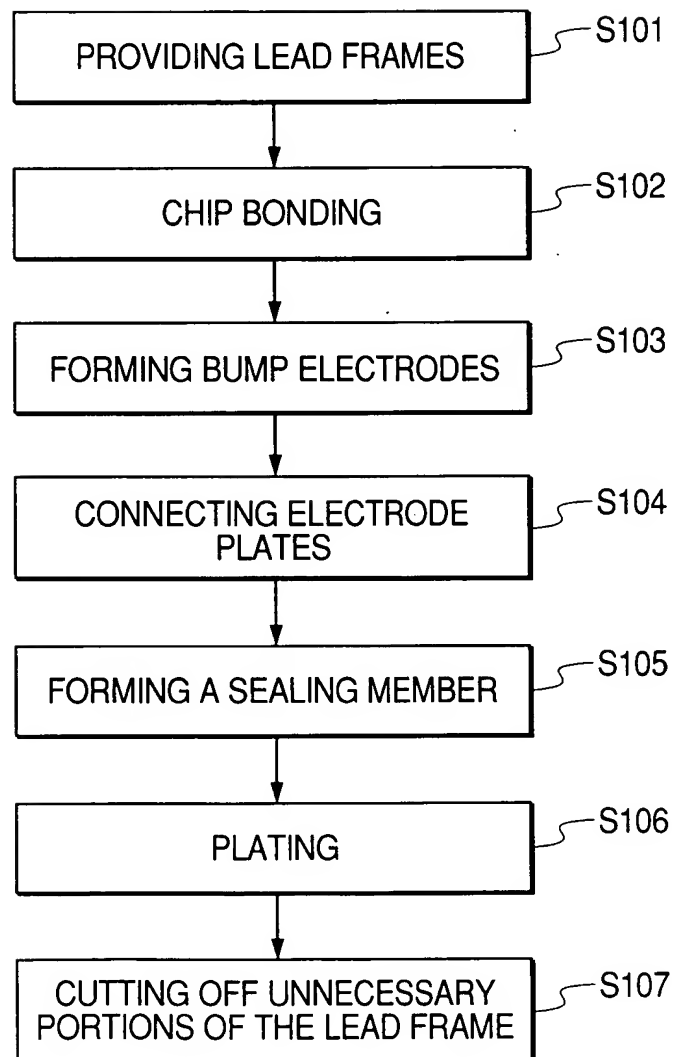 PROVIDING LEAD FRAMES
S101
CHIP BONDING
S102
FORMING BUMP ELECTRODES
S103
CONNECTING ELECTRODE
PLATES
S104
FORMING A SEALING MEMBER
S105
PLATING
S106
CUTTING OFF UNNECESSARY
PORTIONS OF THE LEAD FRAME
S107